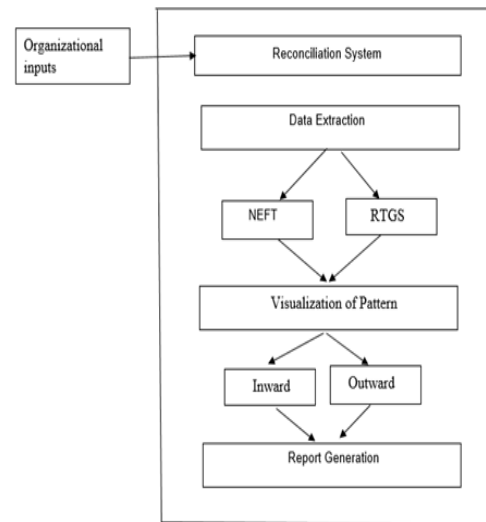 Organizational
inputs
Reconciliation System
Data Extraction
NEFT
RTGS
Visualization of Pattern
Inward
Outward
Report Generation